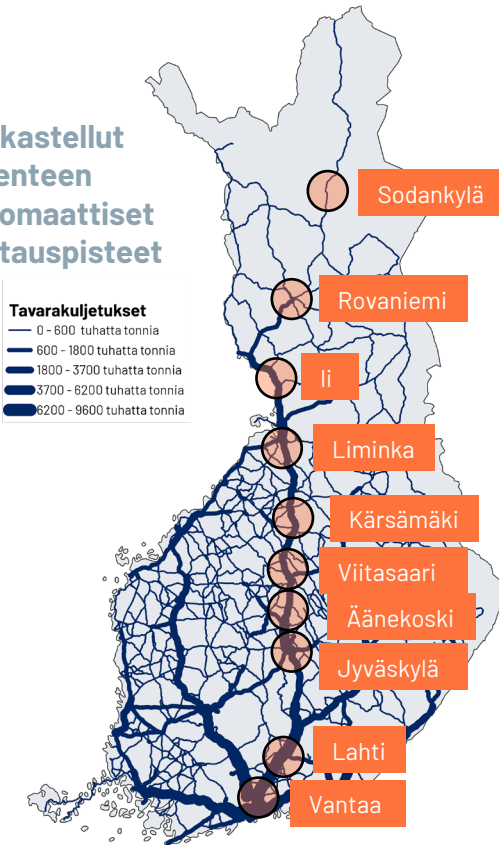 kastellut
enteen
omaattiset
tauspisteet
Tavarakuljetukset
0 - 600 tuhatta tonnia
600 - 1800 tuhatta tonnia
1800 - 3700 tuhatta tonnia
3700 - 6200 tuhatta tonnia
6200 - 9600 tuhatta tonnia
Sodankylä
Rovaniemi
Ii
Liminka
Kärsämäki
Viitasaari
Äänekoski
Jyväskylä
Lahti
Vantaa